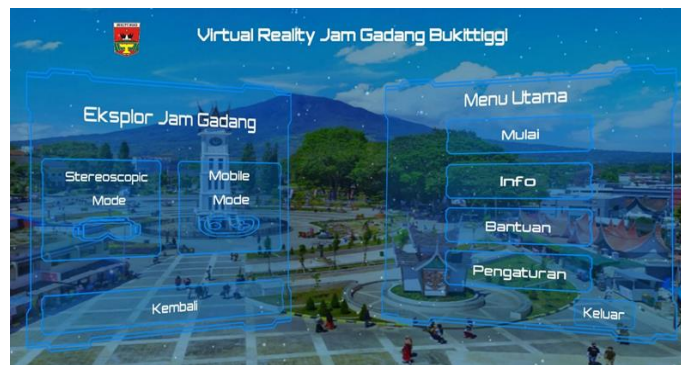 Virtual Reality Jam Gadang Bukittiggi
Eksplor Jam Gadang
Stereoscopic
Mode
Mobile
Mode
Kembali
Menu Utama
Mulai
Info
Bantuan
Pengaturan
Keluar